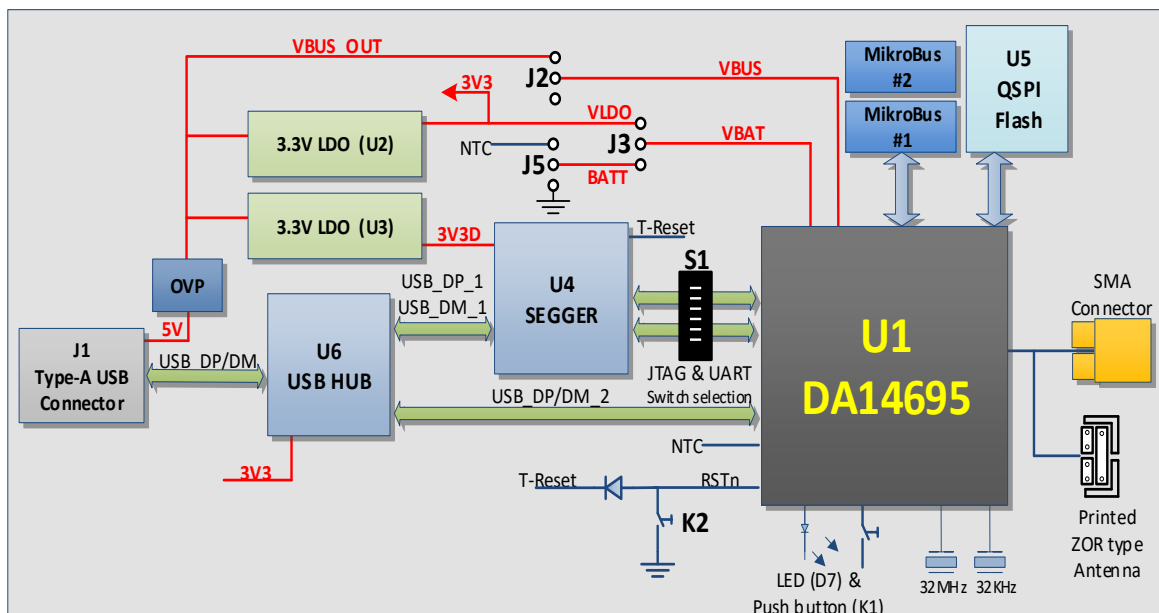 VBUS OUT
J2
VBUS
3V3
VLDO
3.3V LDO (U2)
NTC
J3
VBAT
J5
BATT
MikroBus
#2
MikroBus
#1
U5
QSPI
Flash
3.3V LDO (U3)
3V3D
T-Reset
OVP
5V
USB_DP_1
USB_DM_1
U4
SEGGER
S1
JTAG & UART
Switch selection
J1
Type-A USB
Connector
USB_DP/DM
U6
USB HUB
USB_DP/DM_2
U1
DA14695
SMA
Connector
3V3
NTC
T-Reset
RSTn
K2
LED (D7) &
Push button (K1)
32MHz
32KHz
Printed
ZOR type
Antenna